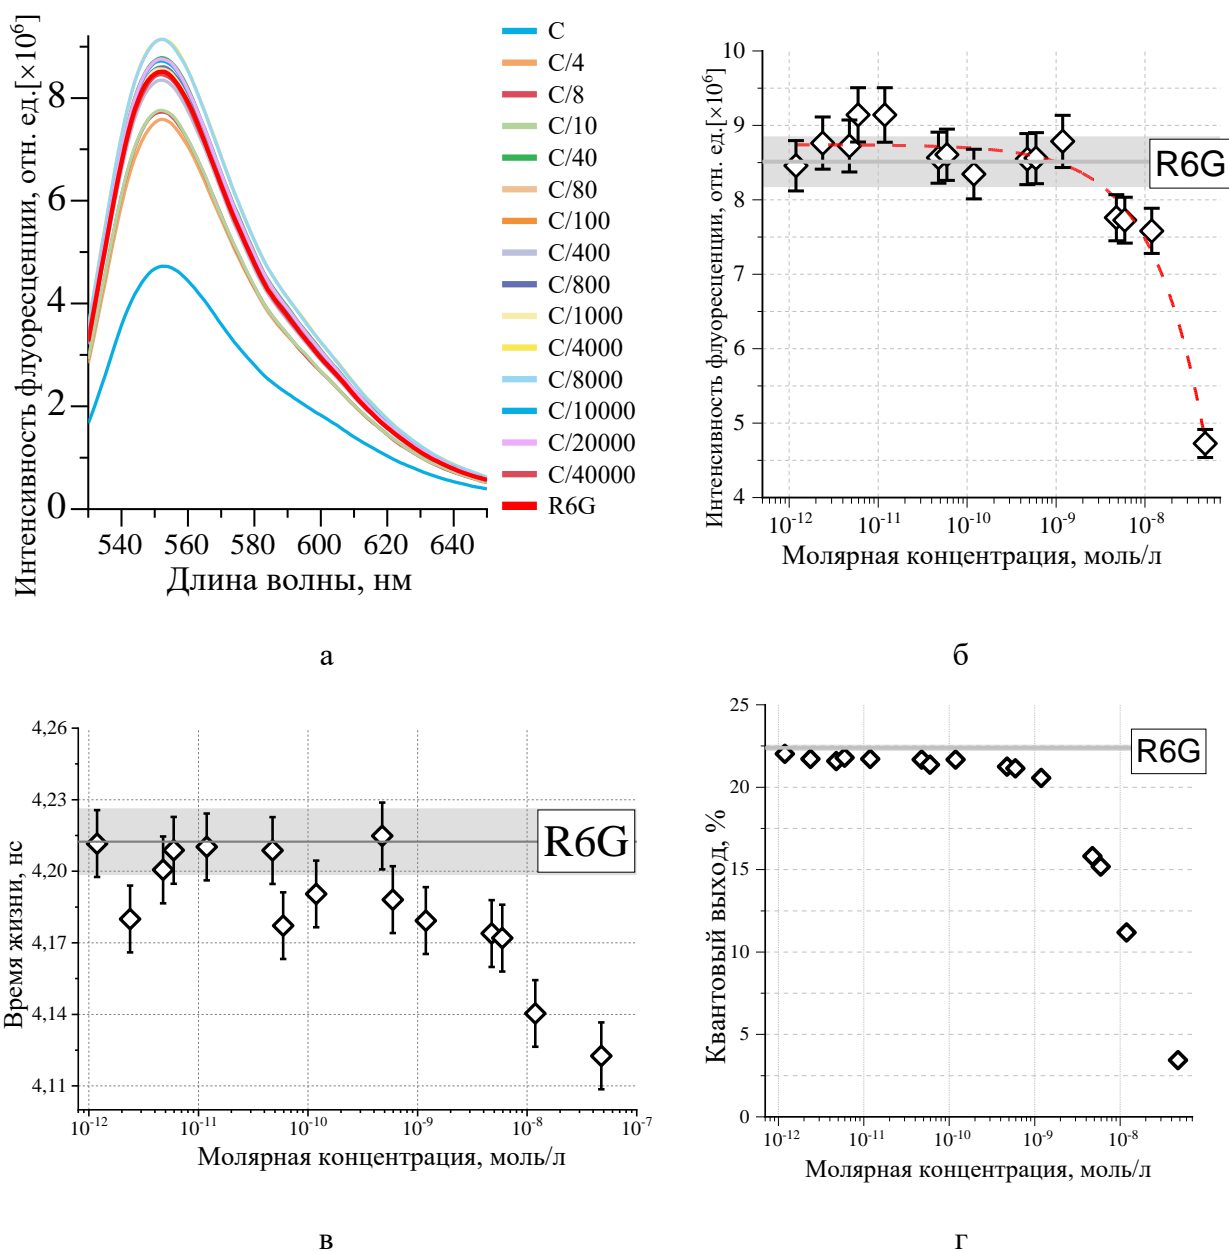 Интенсивность флуоресценции, отн. ед.[×10⁶]
8
6
4
2
0
540 560 580 600 620 640
Длина волны, нм
C
C/4
C/8
C/10
C/40
C/80
C/100
C/400
C/800
C/1000
C/4000
C/8000
C/10000
C/20000
C/40000
R6G
а
Интенсивность флуоресценции, отн. ед.[×10⁶]
10
9
8
7
6
5
4
R6G
10⁻¹² 10⁻¹¹ 10⁻¹⁰ 10⁻⁹ 10⁻⁸
Молярная концентрация, моль/л
б
Время жизни, нс
4,26
4,23
4,20
4,17
4,14
4,11
R6G
10⁻¹² 10⁻¹¹ 10⁻¹⁰ 10⁻⁹ 10⁻⁸ 10⁻⁷
Молярная концентрация, моль/л
в
Квантовый выход, %
25
20
15
10
5
0
R6G
10⁻¹² 10⁻¹¹ 10⁻¹⁰ 10⁻⁹ 10⁻⁸
Молярная концентрация, моль/л
г